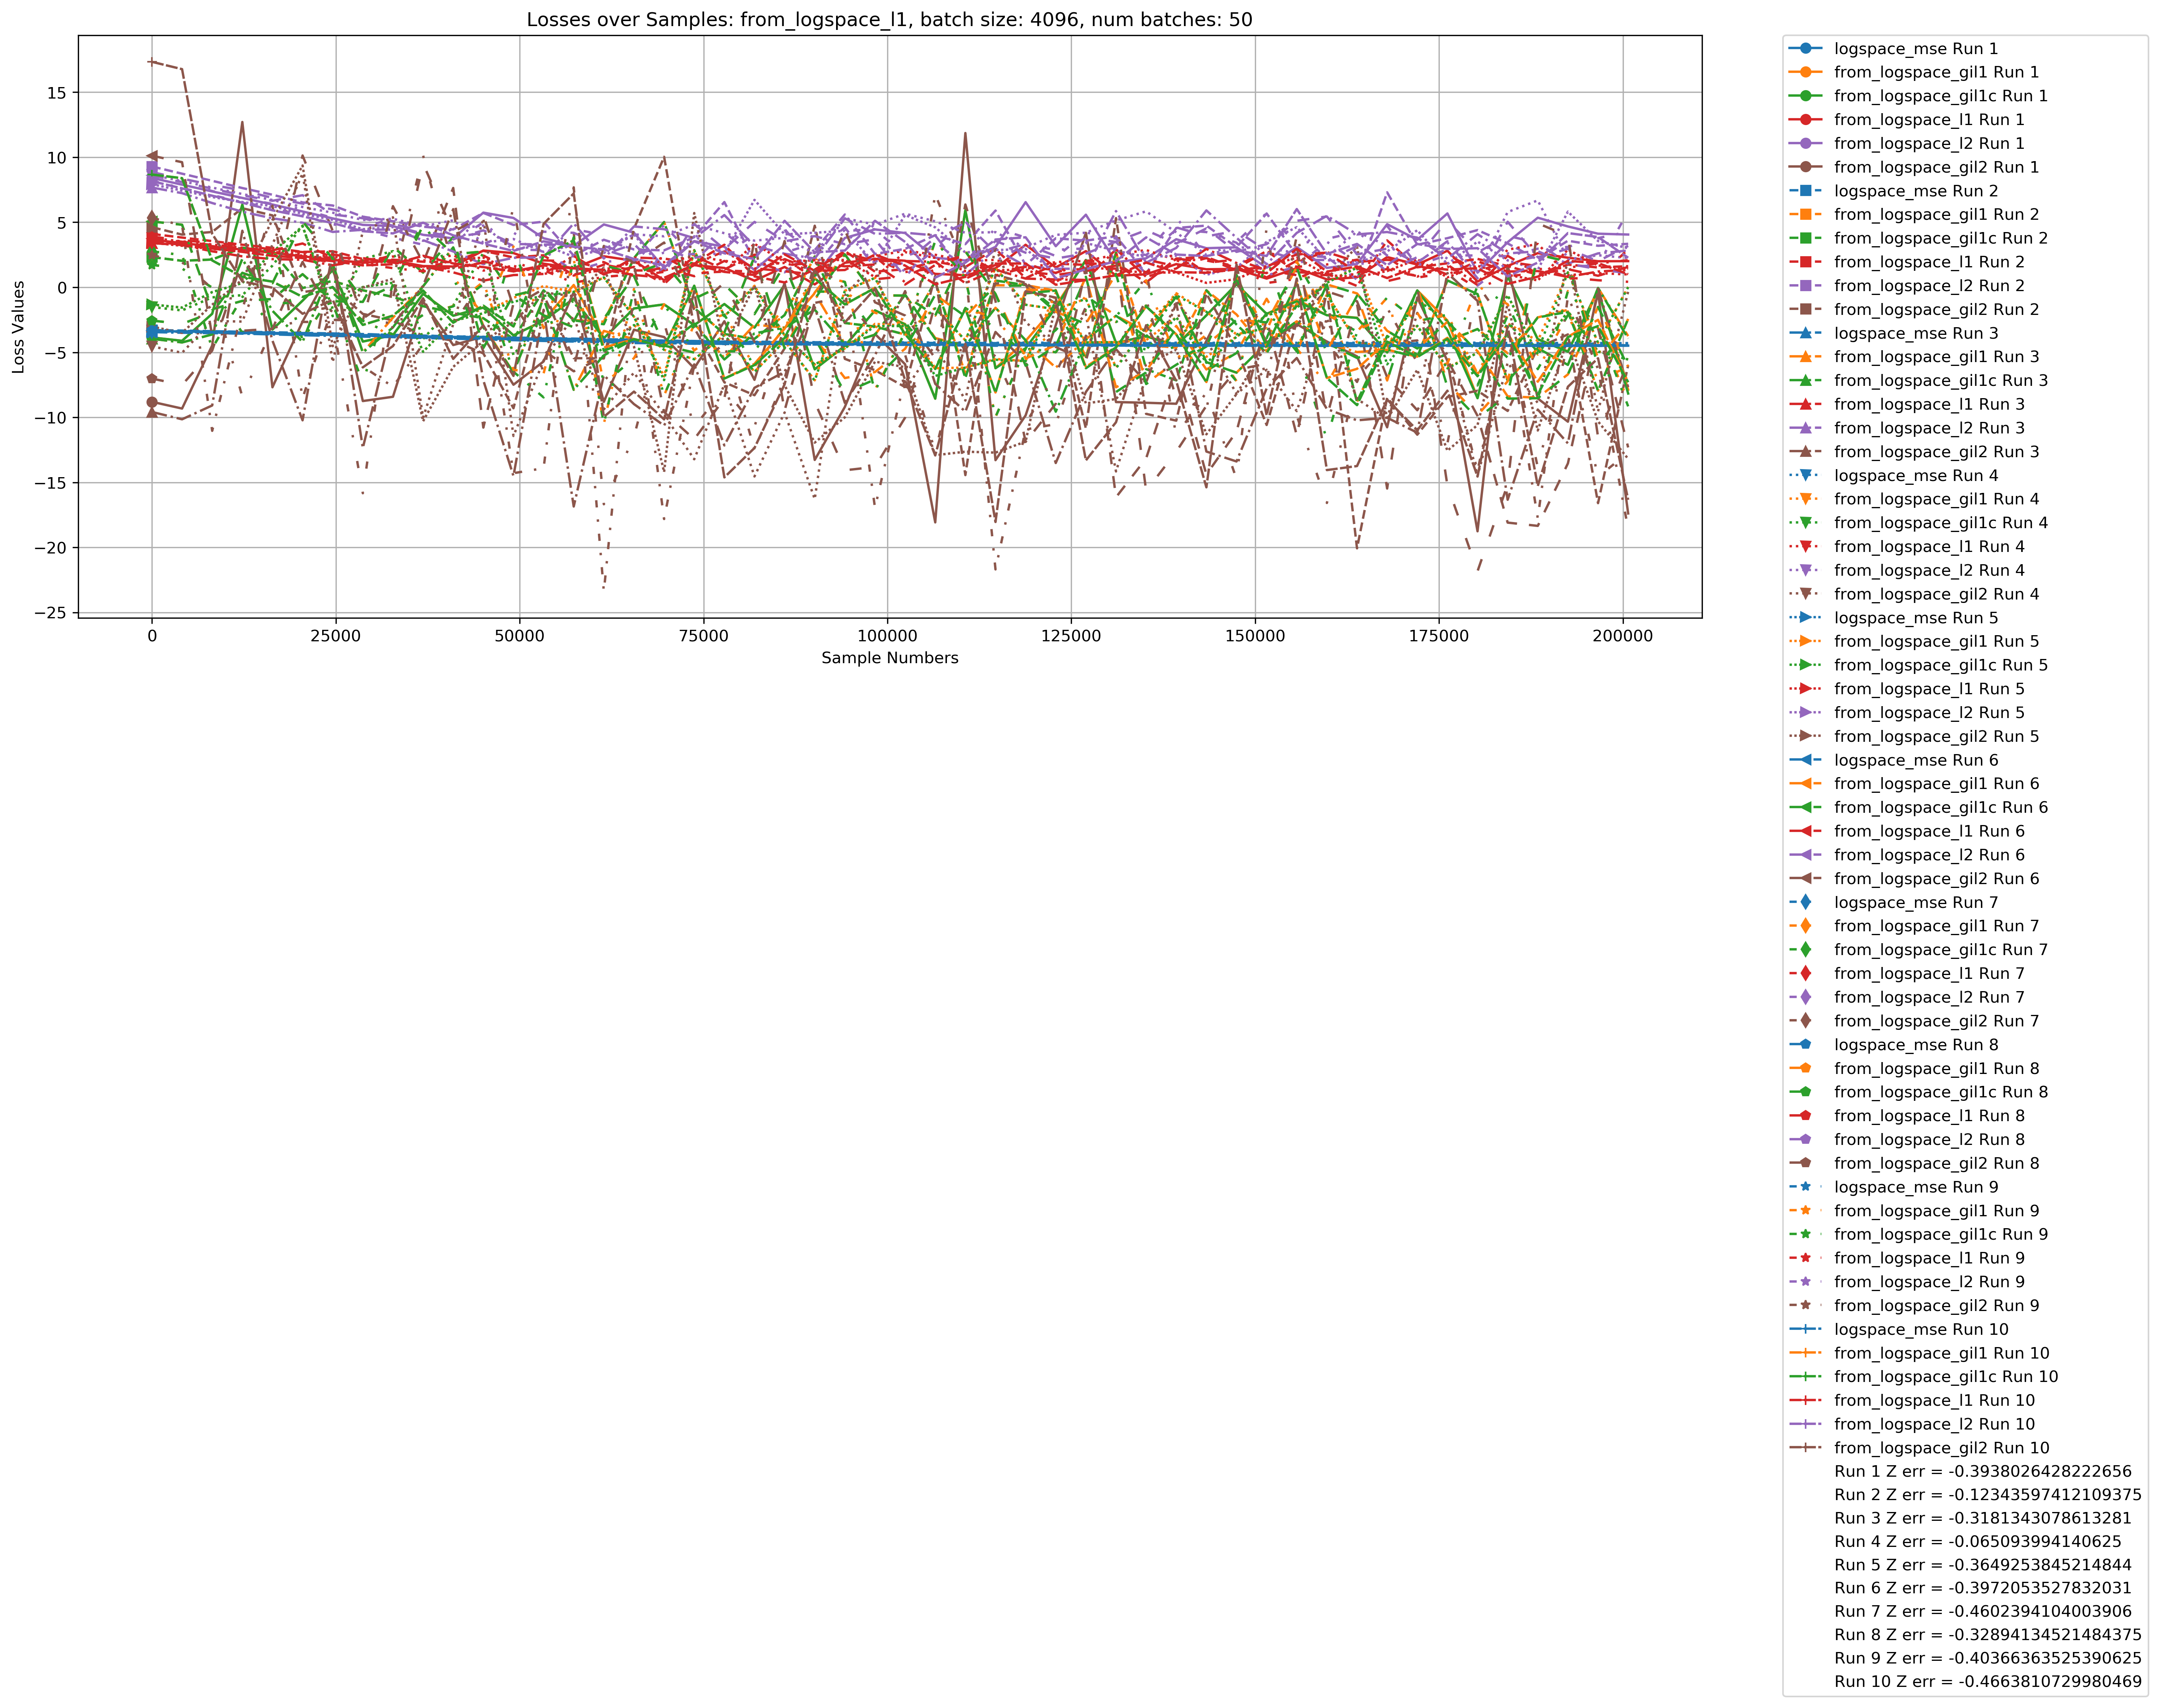 Losses over Samples: from_logspace_l1, batch size: 4096, num batches: 50
Loss Values
15
10
5
0
−5
−10
−15
−20
−25
0 25000 50000 75000 100000 125000 150000 175000 200000
Sample Numbers
logspace_mse Run 1
from_logspace_gil1 Run 1
from_logspace_gil1c Run 1
from_logspace_l1 Run 1
from_logspace_l2 Run 1
from_logspace_gil2 Run 1
logspace_mse Run 2
from_logspace_gil1 Run 2
from_logspace_gil1c Run 2
from_logspace_l1 Run 2
from_logspace_l2 Run 2
from_logspace_gil2 Run 2
logspace_mse Run 3
from_logspace_gil1 Run 3
from_logspace_gil1c Run 3
from_logspace_l1 Run 3
from_logspace_l2 Run 3
from_logspace_gil2 Run 3
logspace_mse Run 4
from_logspace_gil1 Run 4
from_logspace_gil1c Run 4
from_logspace_l1 Run 4
from_logspace_l2 Run 4
from_logspace_gil2 Run 4
logspace_mse Run 5
from_logspace_gil1 Run 5
from_logspace_gil1c Run 5
from_logspace_l1 Run 5
from_logspace_l2 Run 5
from_logspace_gil2 Run 5
logspace_mse Run 6
from_logspace_gil1 Run 6
from_logspace_gil1c Run 6
from_logspace_l1 Run 6
from_logspace_l2 Run 6
from_logspace_gil2 Run 6
logspace_mse Run 7
from_logspace_gil1 Run 7
from_logspace_gil1c Run 7
from_logspace_l1 Run 7
from_logspace_l2 Run 7
from_logspace_gil2 Run 7
logspace_mse Run 8
from_logspace_gil1 Run 8
from_logspace_gil1c Run 8
from_logspace_l1 Run 8
from_logspace_l2 Run 8
from_logspace_gil2 Run 8
logspace_mse Run 9
from_logspace_gil1 Run 9
from_logspace_gil1c Run 9
from_logspace_l1 Run 9
from_logspace_l2 Run 9
from_logspace_gil2 Run 9
logspace_mse Run 10
from_logspace_gil1 Run 10
from_logspace_gil1c Run 10
from_logspace_l1 Run 10
from_logspace_l2 Run 10
from_logspace_gil2 Run 10
Run 1 Z err = -0.3938026428222656
Run 2 Z err = -0.12343597412109375
Run 3 Z err = -0.3181343078613281
Run 4 Z err = -0.065093994140625
Run 5 Z err = -0.3649253845214844
Run 6 Z err = -0.3972053527832031
Run 7 Z err = -0.4602394104003906
Run 8 Z err = -0.32894134521484375
Run 9 Z err = -0.40366363525390625
Run 10 Z err = -0.4663810729980469